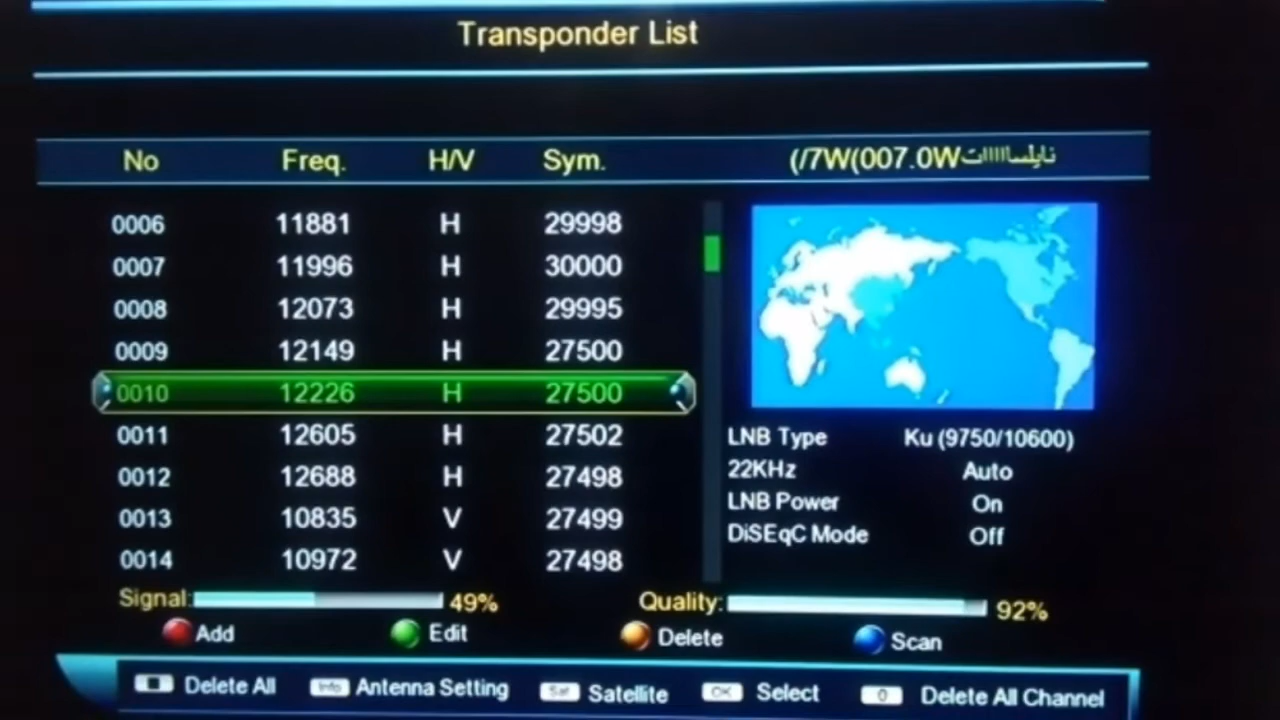 Transponder List
No Freq. H/V Sym. (/7W(007.0Wنايلساااات
0006 11881 H 29998
0007 11996 H 30000
0008 12073 H 29995
0009 12149 H 27500
0010 12226 H 27500
0011 12605 H 27502
0012 12688 H 27498
0013 10835 V 27499
0014 10972 V 27498
LNB Type Ku (9750/10600)
22KHz Auto
LNB Power On
DiSEqC Mode Off
Signal: 49% Quality: 92%
Add Edit Delete Scan
Delete All Info Antenna Setting Sat Satellite OK Select 0 Delete All Channel